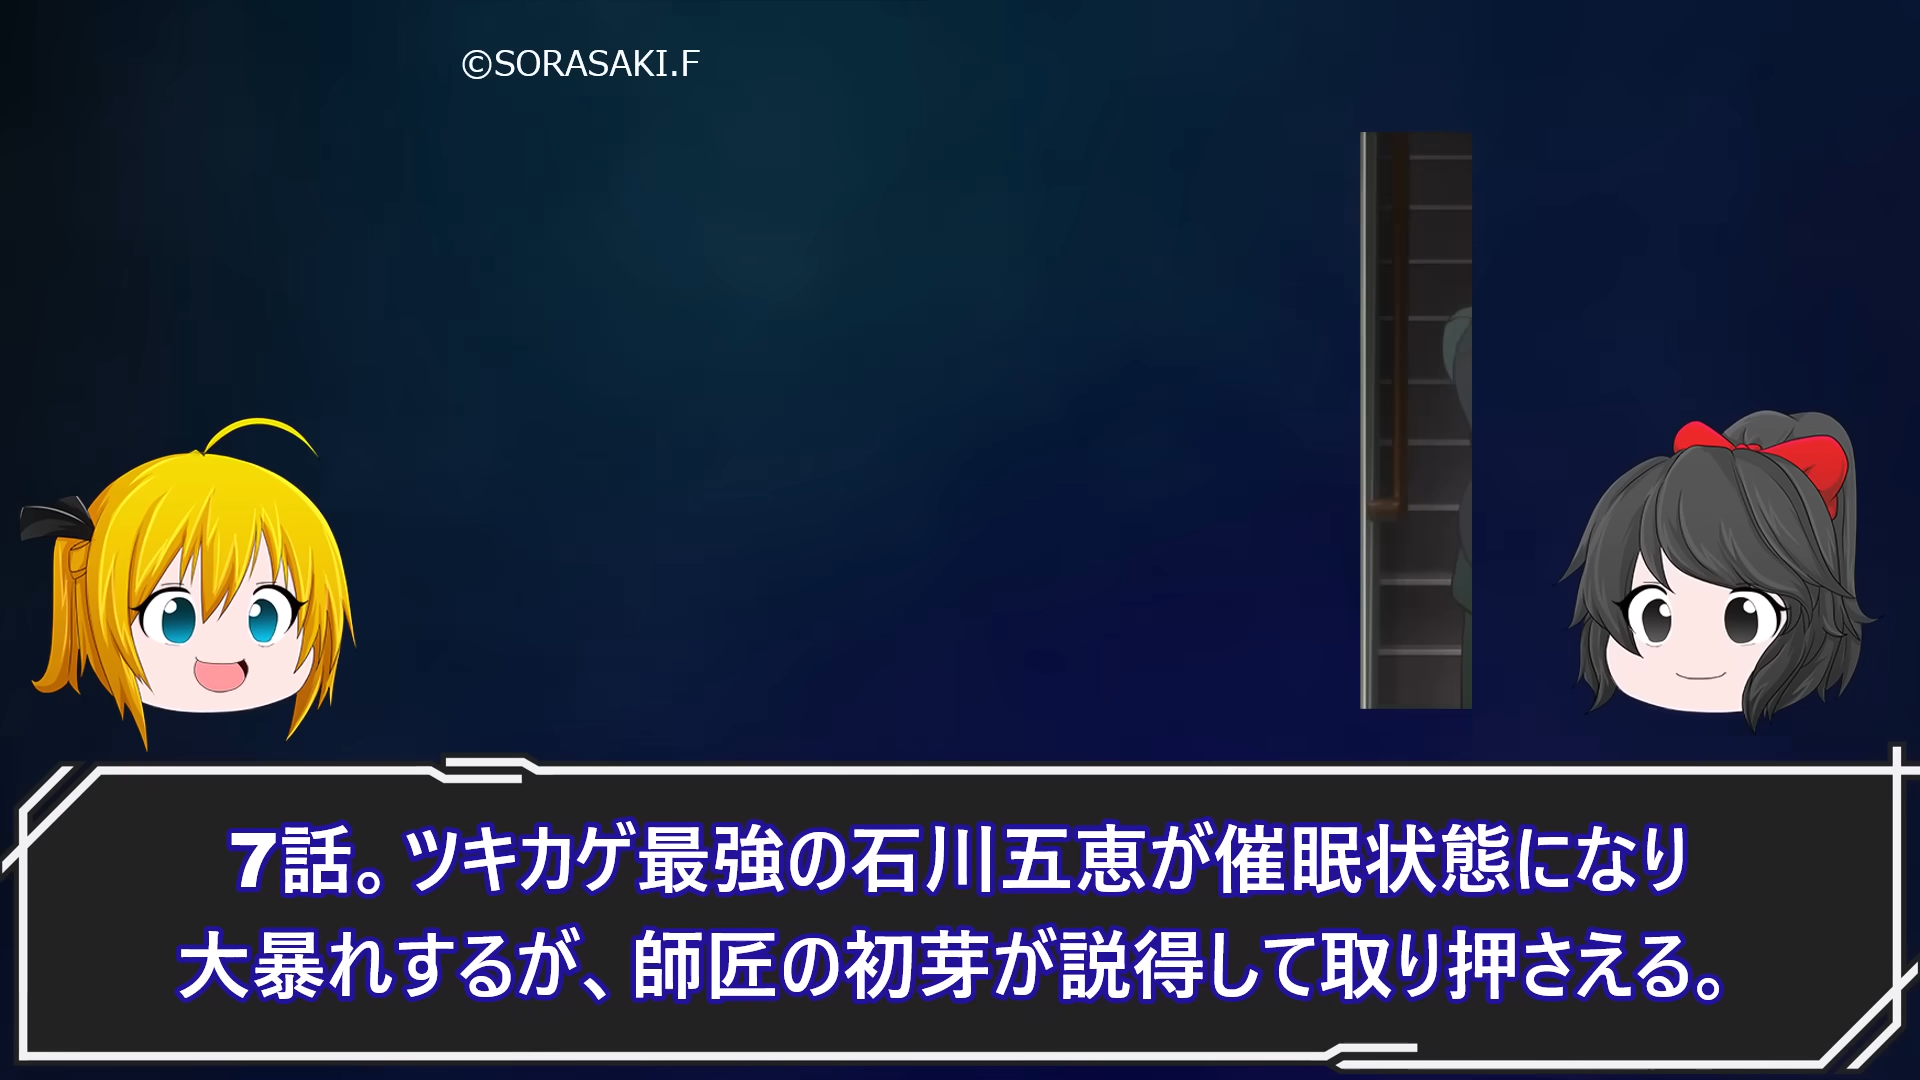 ©SORASAKI.F
7話。ツキカゲ最強の石川五恵が催眠状態になり
大暴れするが、師匠の初芽が説得して取り押さえる。